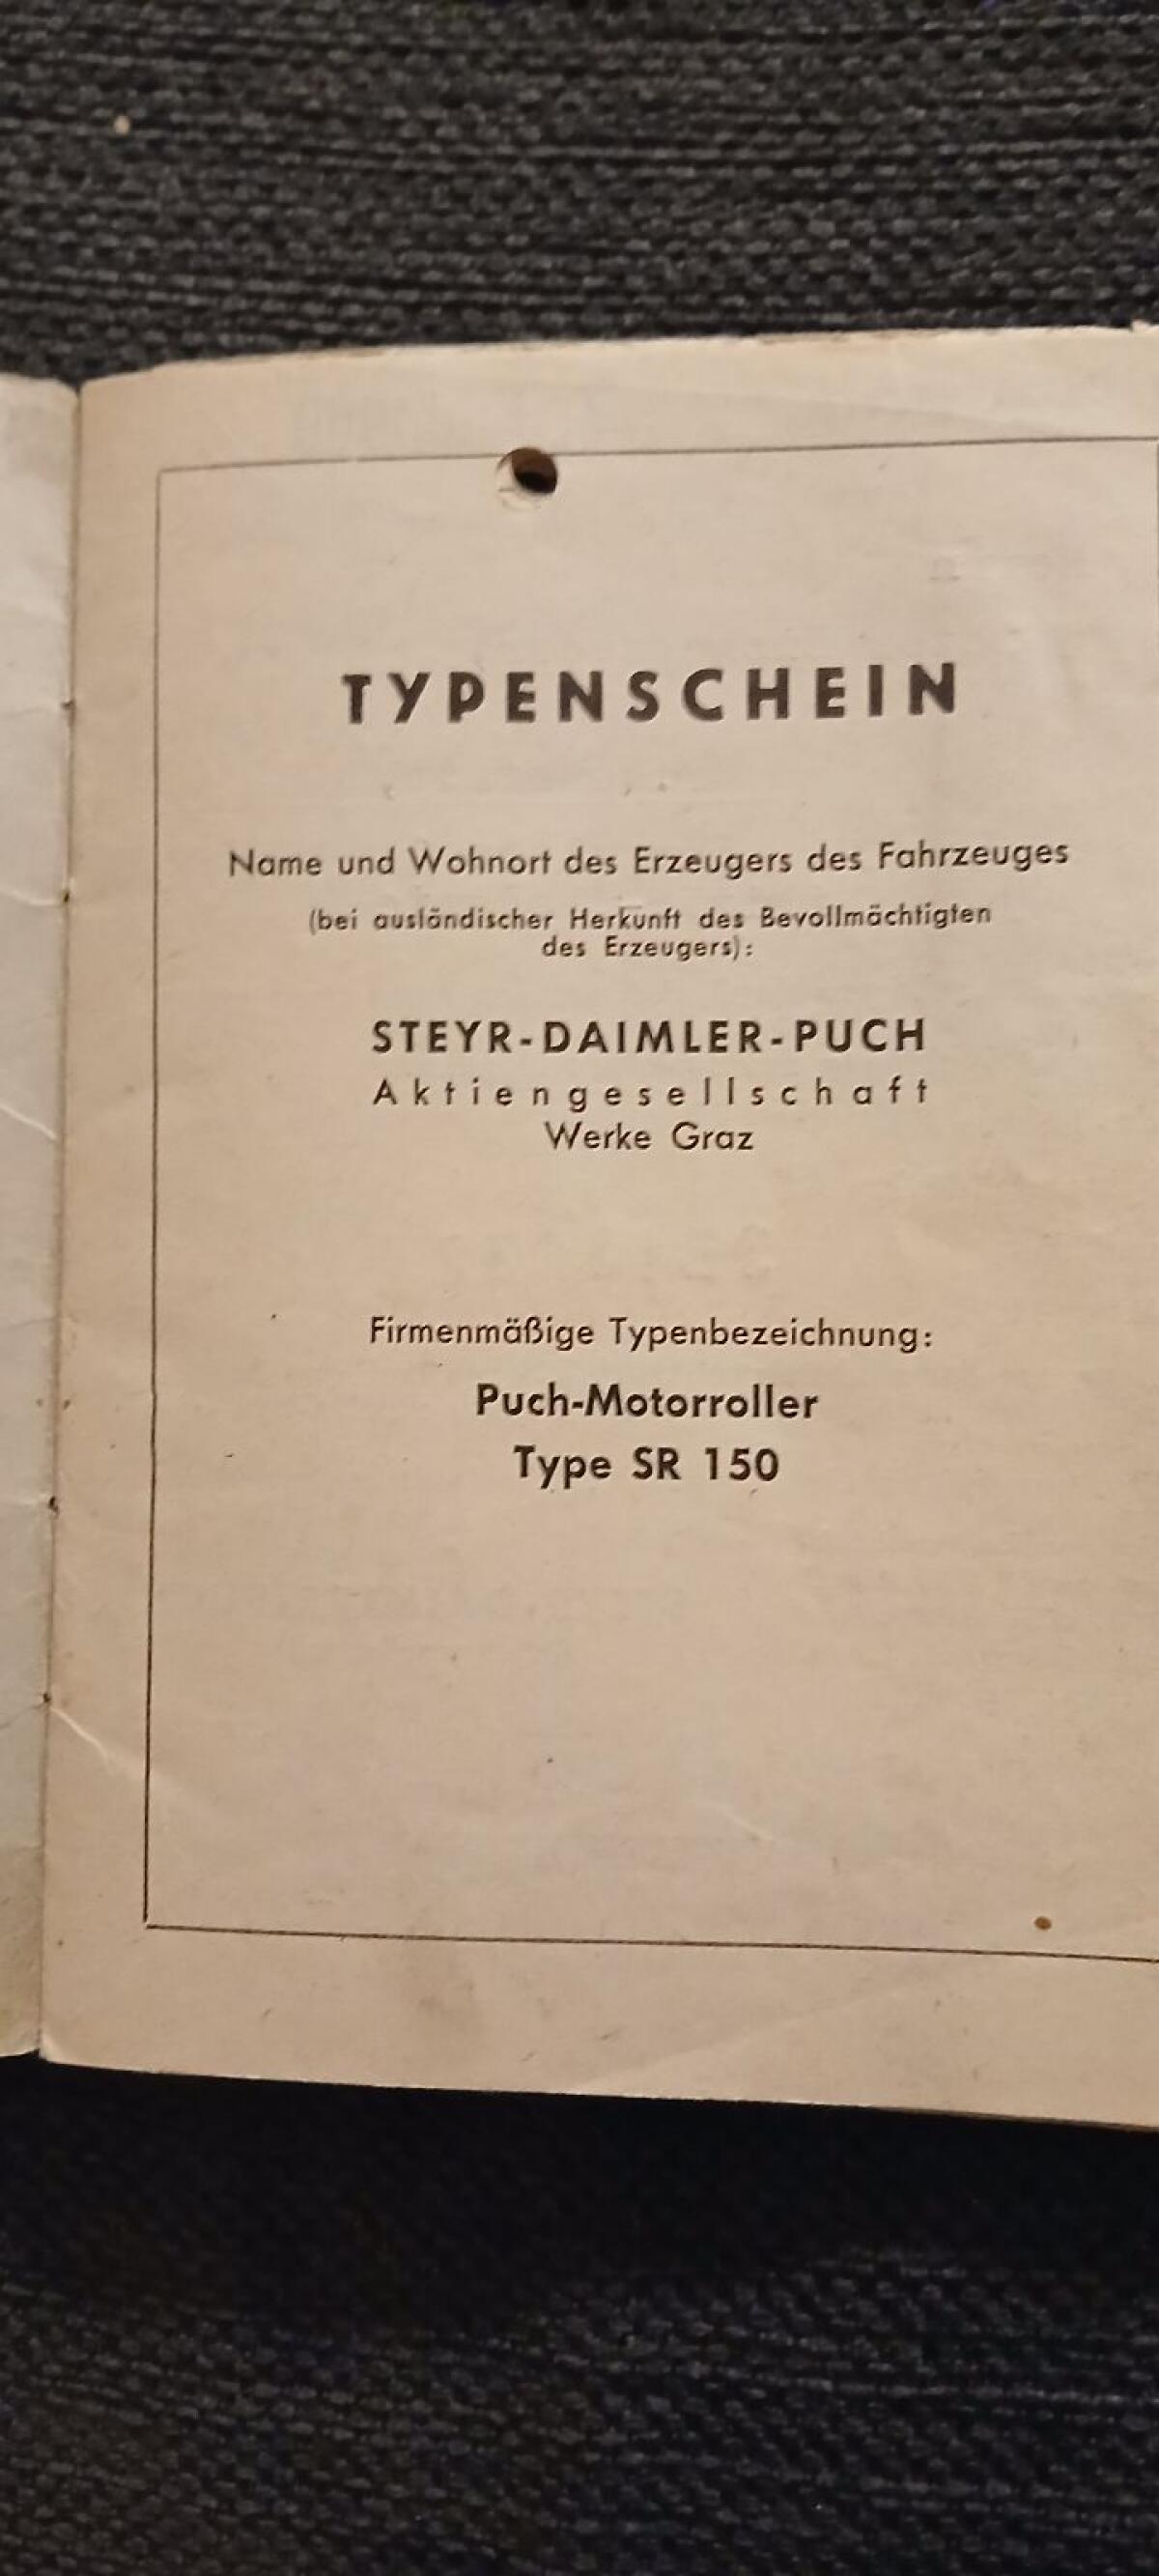 TYPENSCHEIN
Name und Wohnort des Erzeugers des Fahrzeuges
(bei ausländischer Herkunft des Bevollmächtigten
des Erzeugers):
STEYR-DAIMLER-PUCH
Aktiengesellschaft
Werke Graz
Firmenmäßige Typenbezeichnung:
Puch-Motorroller
Type SR 150